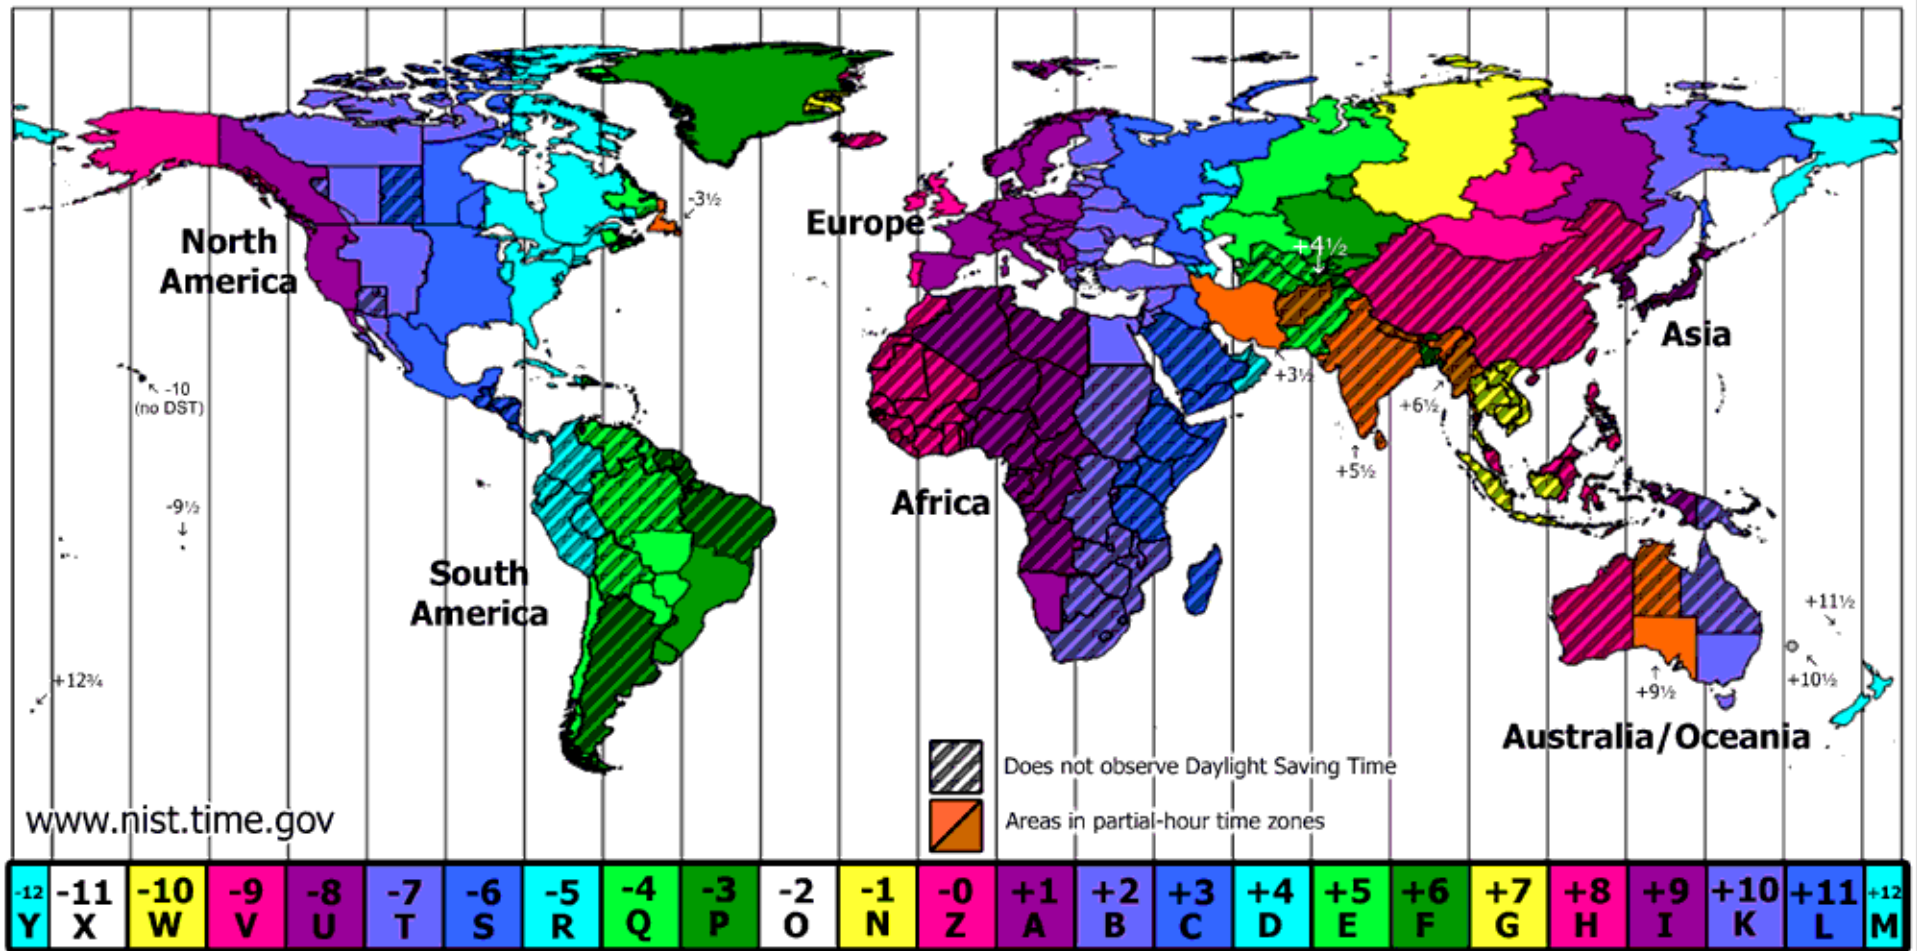 -3½
Europe
North
America
+4½
Asia
-10
(no DST)
+3½
+6½
+5½
-9½
Africa
South
America
+11½
+12¾
+10½
+9½
Australia/Oceania
Does not observe Daylight Saving Time
www.nist.time.gov
Areas in partial-hour time zones
-12 -11 -10 -9 -8 -7 -6 -5 -4 -3 -2 -1 -0 +1 +2 +3 +4 +5 +6 +7 +8 +9 +10 +11 +12
Y X W V U T S R Q P O N Z A B C D E F G H I K L M